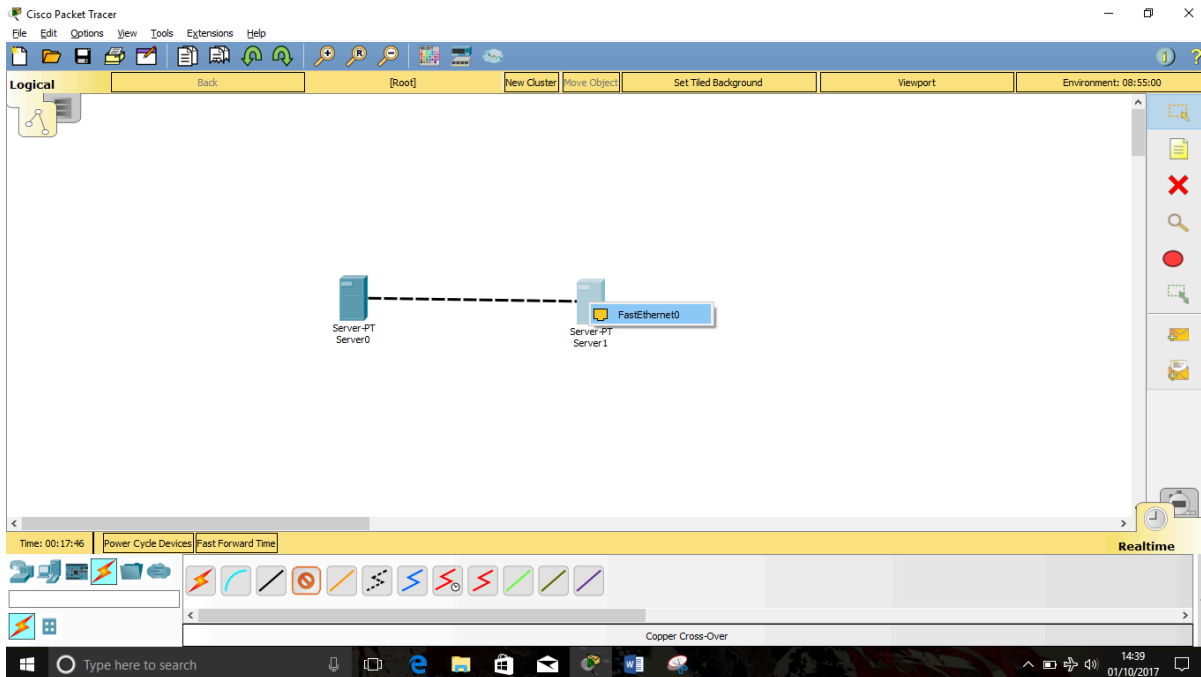 Cisco Packet Tracer
File Edit Options View Tools Extensions Help
Logical Back [Root] New Cluster Move Object Set Tiled Background Viewport Environment: 08:55:00
FastEthernet0
Server-PT
Server0
Server-PT
Server1
Time: 00:17:46 Power Cycle Devices Fast Forward Time Realtime
Copper Cross-Over
Type here to search
14:39
01/10/2017